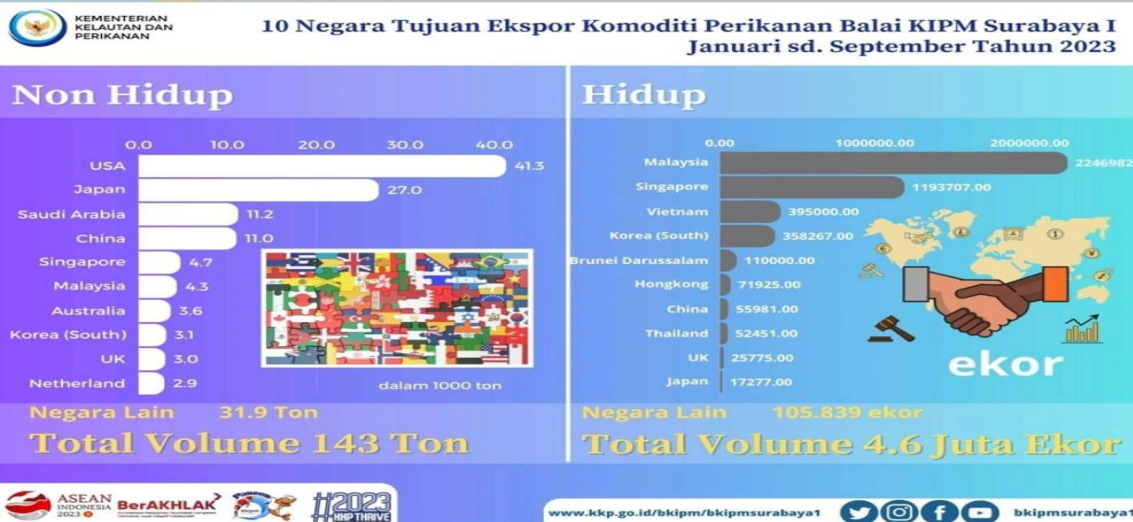 KEMENTERIAN
KELAUTAN DAN
PERIKANAN
10 Negara Tujuan Ekspor Komoditi Perikanan Balai KIPM Surabaya I
Januari sd. September Tahun 2023
Non Hidup
0.0 10.0 20.0 30.0 40.0
USA 41.3
Japan 27.0
Saudi Arabia 11.2
China 11.0
Singapore 4.7
Malaysia 4.3
Australia 3.6
Korea (South) 3.1
UK 3.0
Netherland 2.9
dalam 1000 ton
Negara Lain 31.9 Ton
Total Volume 143 Ton
Hidup
0.00 1000000.00 2000000.00
Malaysia 2246982
Singapore 1193707.00
Vietnam 395000.00
Korea (South) 358267.00
Brunei Darussalam 110000.00
Hongkong 71925.00
China 55981.00
Thailand 52451.00
UK 25775.00
Japan 17277.00
ekor
Negara Lain 105.839 ekor
Total Volume 4.6 Juta Ekor
ASEAN
INDONESIA
2023
BerAKHLAK
#2023
KKP THRIVE
www.kkp.go.id/bkipm/bkipmsurabaya1
bkipmsurabaya1